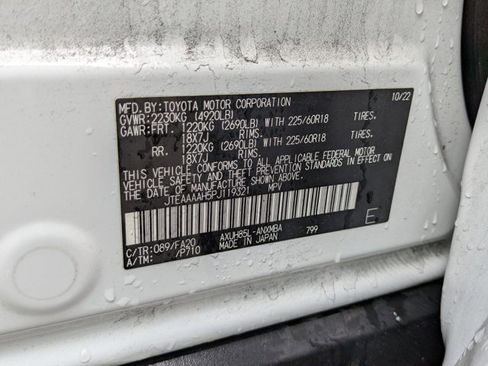 MFD.BY:TOYOTA MOTOR CORPORATION 10/22
GVWR:2230KG (4920LB)
GAWR:FRT. 1220KG (2690LB) WITH 225/60R18 TIRES.
18X7J RIMS.
RR. 1220KG (2690LB) WITH 225/60R18 TIRES.
18X7J RIMS.
THIS VEHICLE CONFORMS TO ALL APPLICABLE FEDERAL MOTOR
VEHICLE SAFETY AND THEFT PREVENTION STANDARDS IN EFFECT
ON THE DATE OF MANUFACTURE SHOWN ABOVE.
JTEAAAAH5PJ119321 MPV
E
C/TR:089/FA20 AXUH85L-ANXMBA 799
A/TM: /P710 MADE IN JAPAN